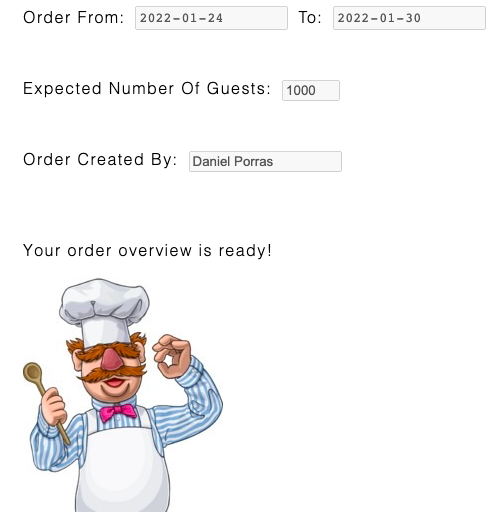 Order From: 2022-01-24 To: 2022-01-30
Expected Number Of Guests: 1000
Order Created By: Daniel Porras
Your order overview is ready!